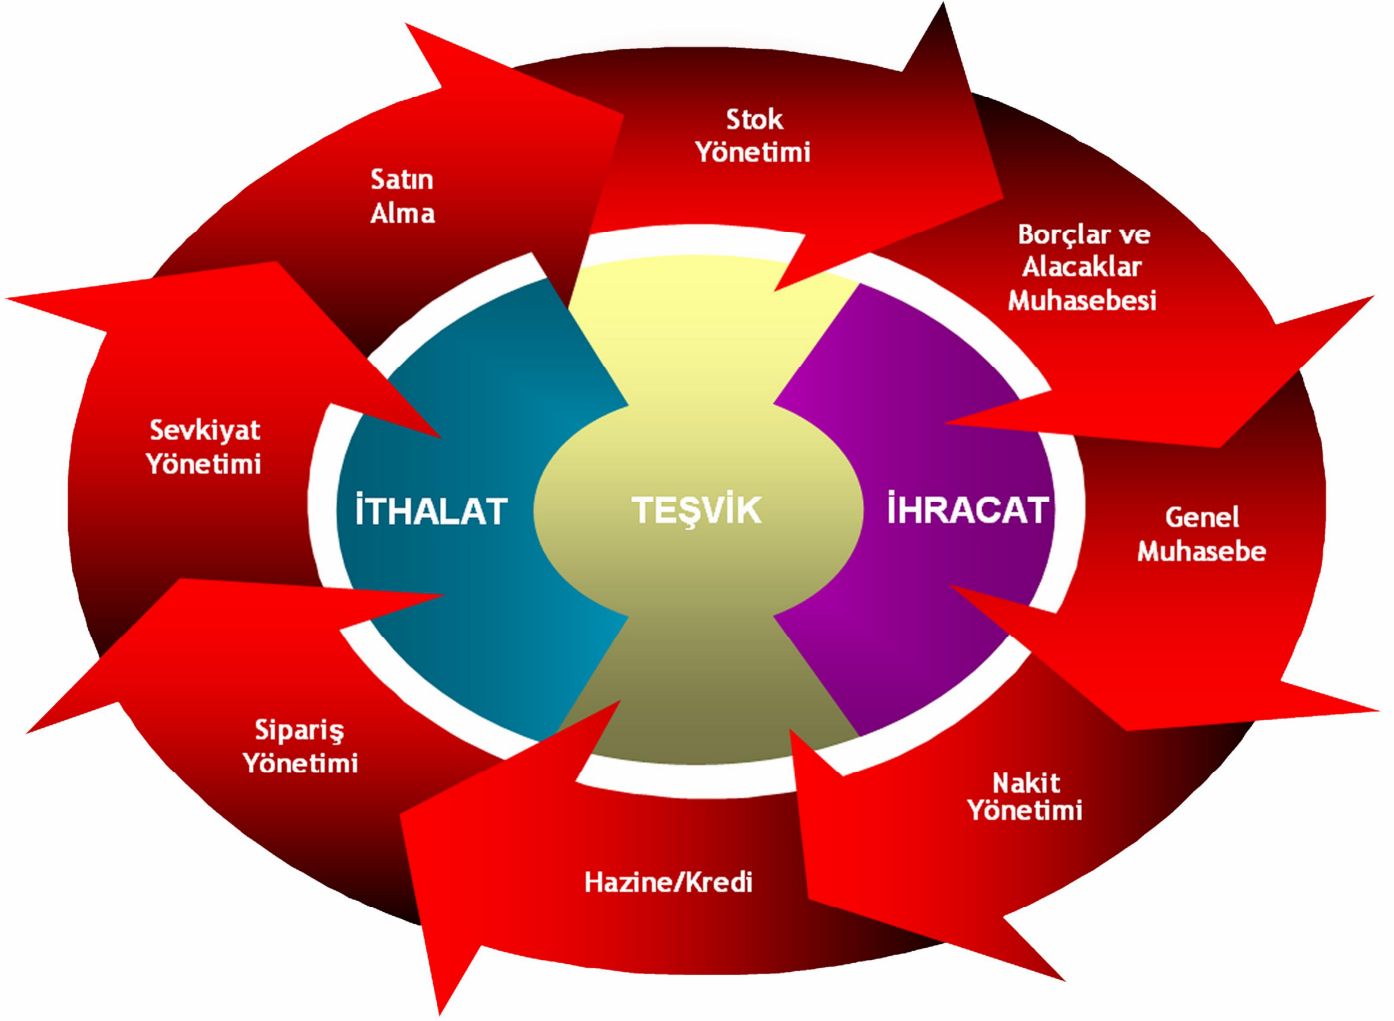 Stok
Yönetimi
Satın
Alma
Borçlar ve
Alacaklar
Muhasebesi
Sevkiyat
Yönetimi
İTHALAT
TEŞVİK
İHRACAT
Genel
Muhasebe
Sipariş
Yönetimi
Nakit
Yönetimi
Hazine/Kredi